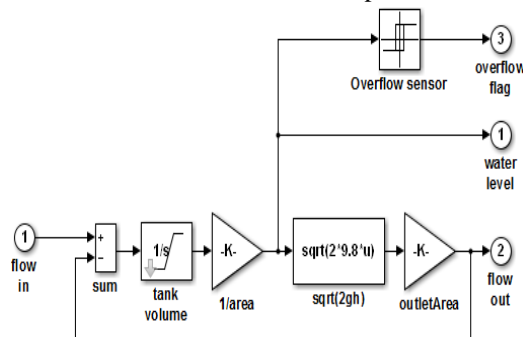 3
Overflow sensor
overflow
flag
1
water
level
1
flow
in
+
−
sum
1/s
tank
volume
-K-
1/area
sqrt(2*9.8*u)
sqrt(2gh)
-K-
outletArea
2
flow
out